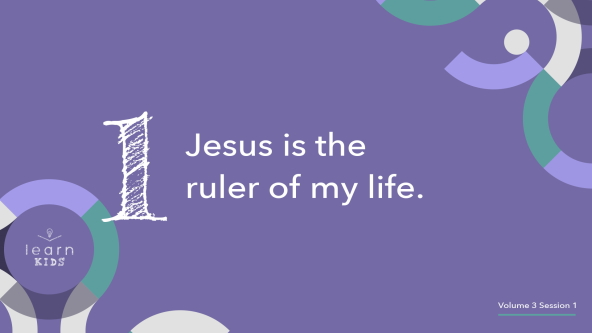 1
Jesus is the
ruler of my life.
learn
KIDS
Volume 3 Session 1